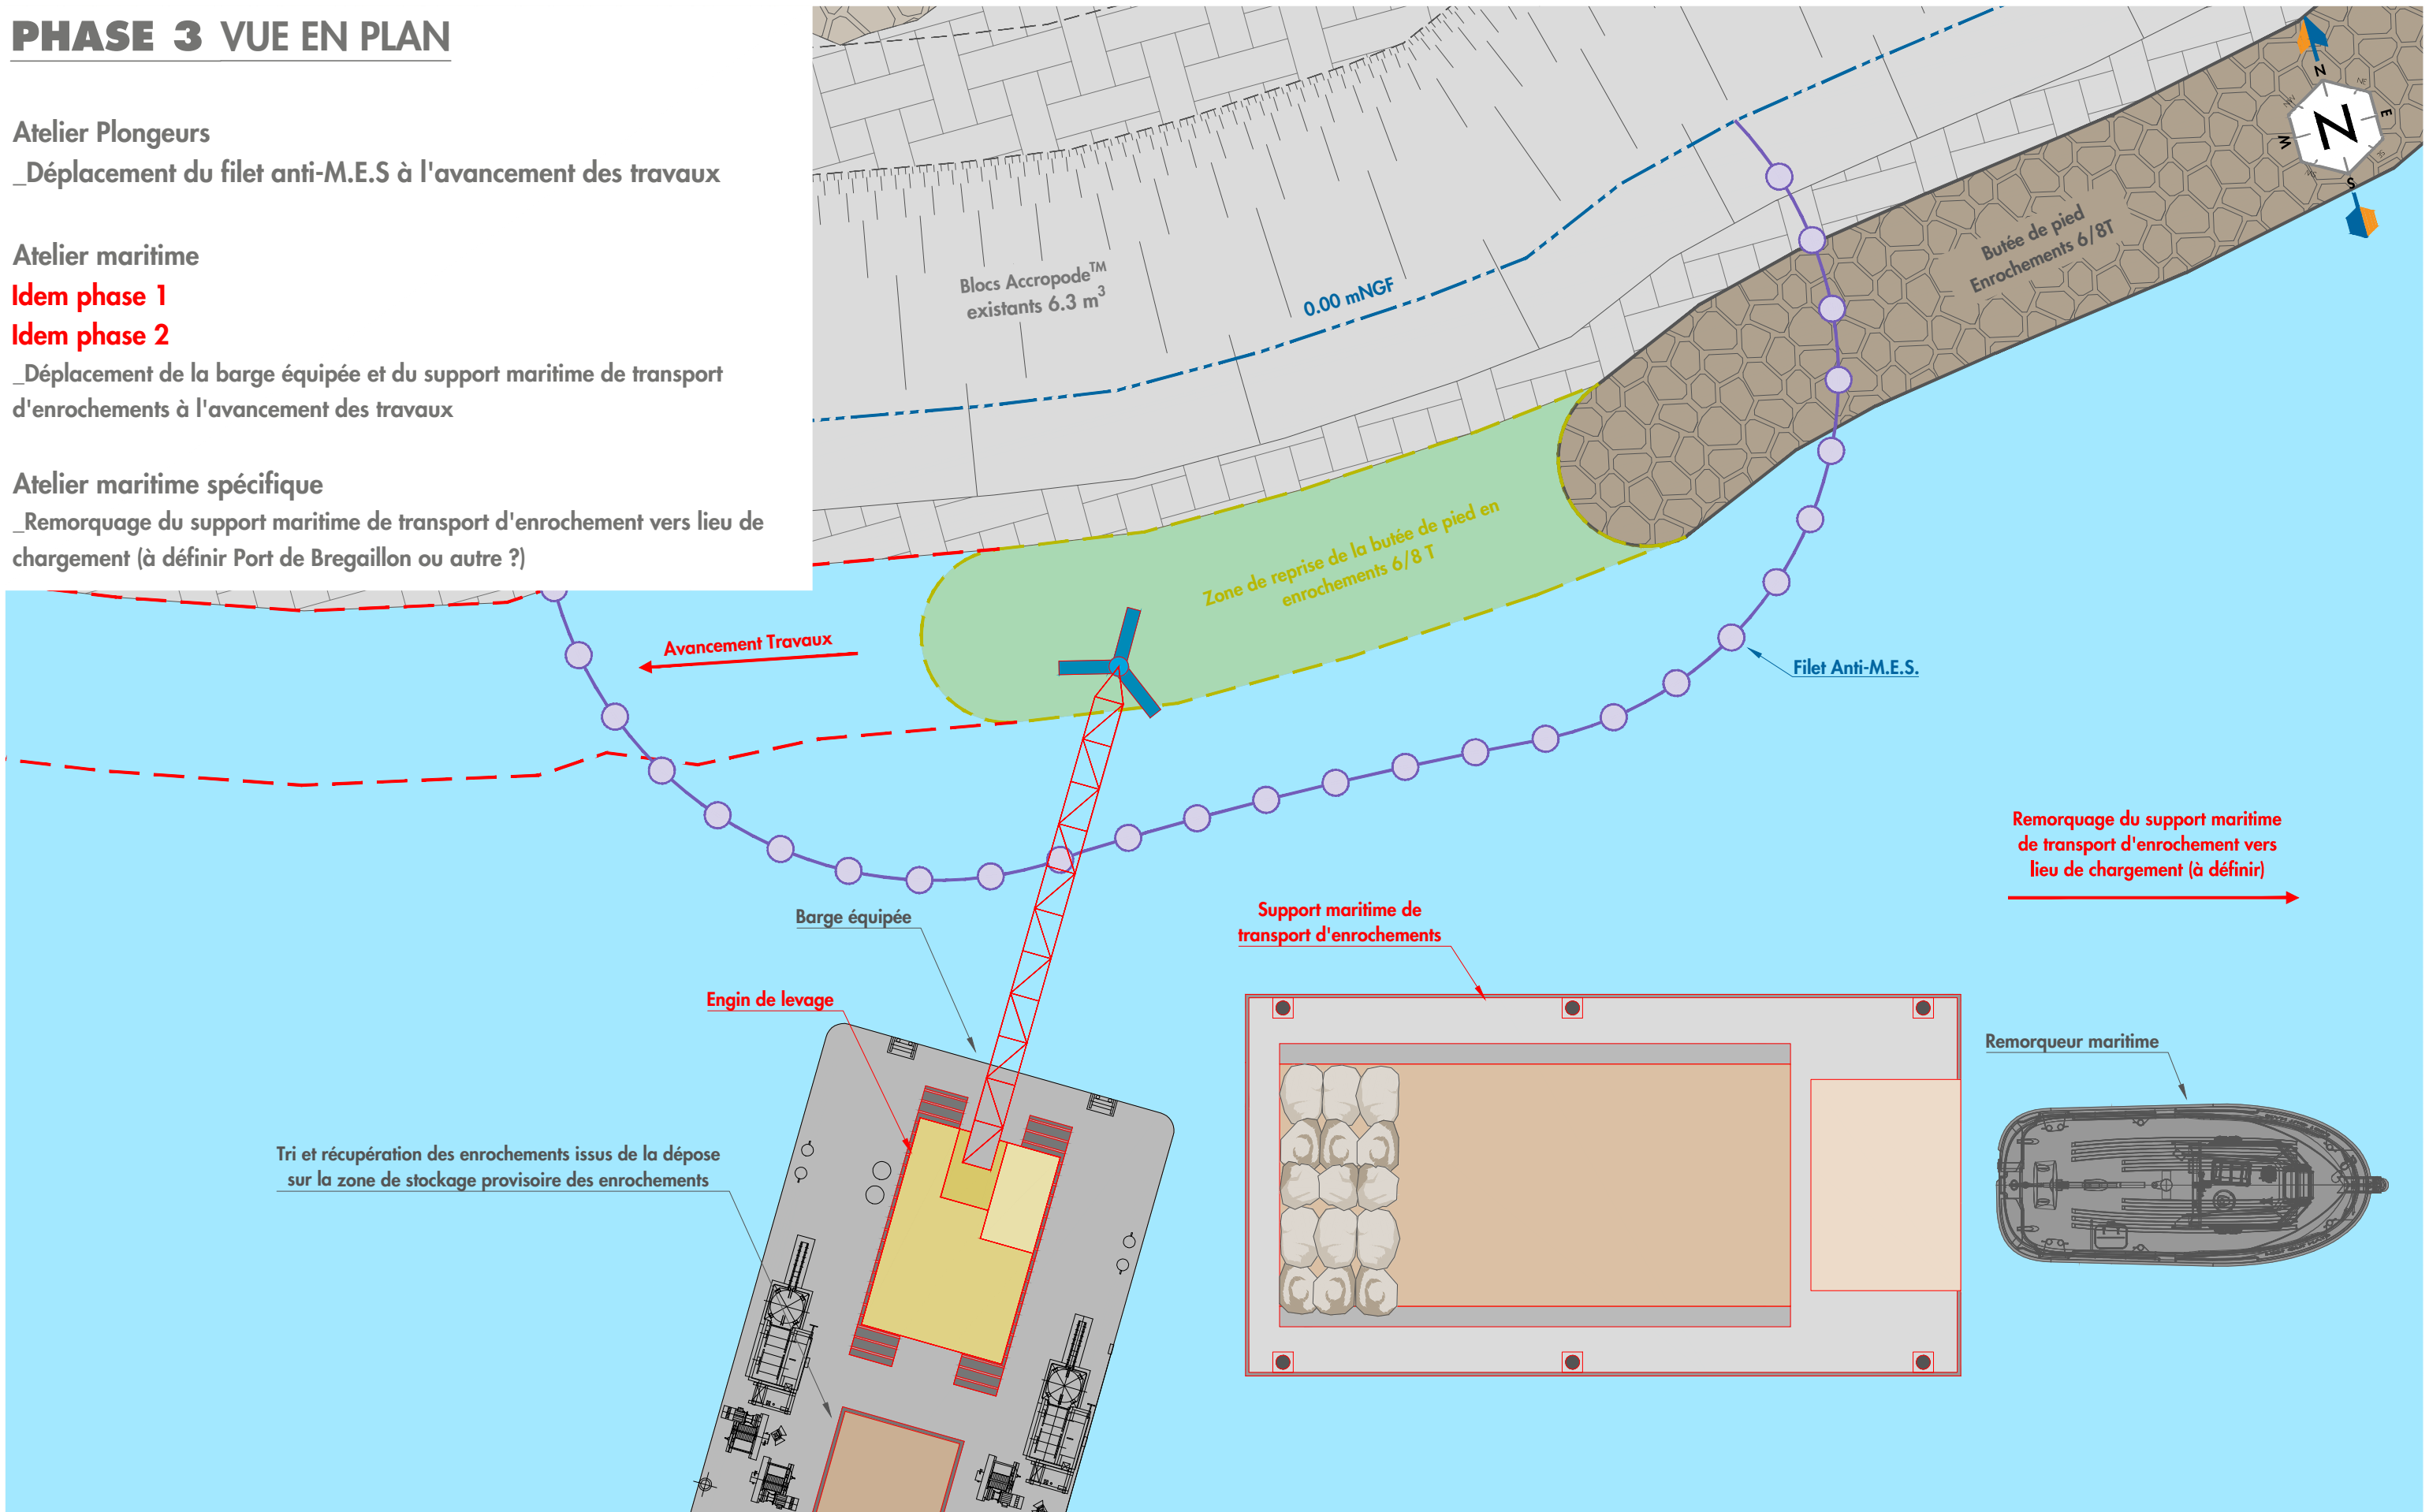 PHASE 3 VUE EN PLAN
Atelier Plongeurs
_Déplacement du filet anti-M.E.S à l'avancement des travaux
Atelier maritime
Idem phase 1
Idem phase 2
_Déplacement de la barge équipée et du support maritime de transport
d'enrochements à l'avancement des travaux
Atelier maritime spécifique
_Remorquage du support maritime de transport d'enrochement vers lieu de
chargement (à définir Port de Bregaillon ou autre ?)
Blocs Accropode™
existants 6.3 m³
0.00 mNGF
Butée de pied
Enrochements 6/8T
N
NE
E
SE
S
SW
W
NW
N
Zone de reprise de la butée de pied en
enrochements 6/8 T
Avancement Travaux
Filet Anti-M.E.S.
Remorquage du support maritime
de transport d'enrochement vers
lieu de chargement (à définir)
Barge équipée
Support maritime de
transport d'enrochements
Engin de levage
Remorqueur maritime
Tri et récupération des enrochements issus de la dépose
sur la zone de stockage provisoire des enrochements